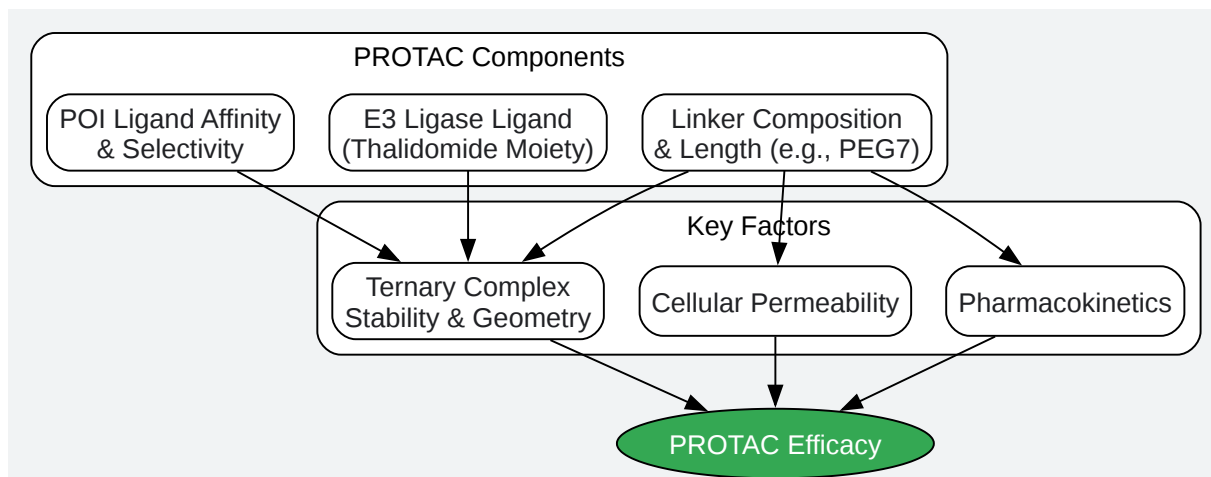 PROTAC Components
POI Ligand Affinity
& Selectivity
E3 Ligase Ligand
(Thalidomide Moiety)
Linker Composition
& Length (e.g., PEG7)
Key Factors
Ternary Complex
Stability & Geometry
Cellular Permeability
Pharmacokinetics
PROTAC Efficacy